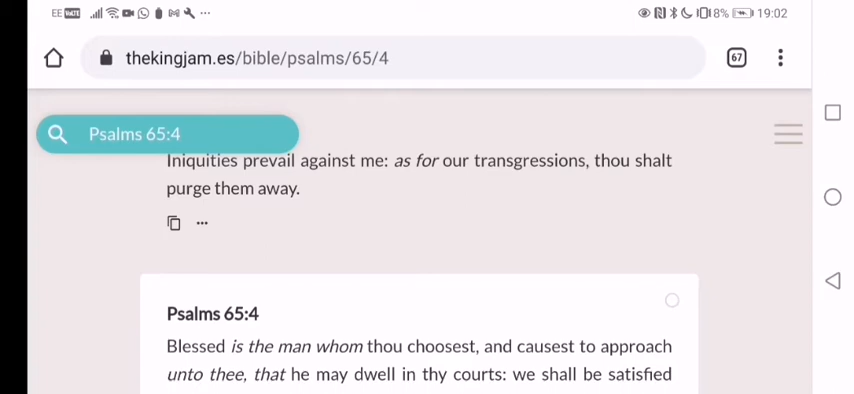 EE VoLTE 8% 19:02
thekingjam.es/bible/psalms/65/4 67
Psalms 65:4
Iniquities prevail against me: as for our transgressions, thou shalt
purge them away.
Psalms 65:4
Blessed is the man whom thou choosest, and causest to approach
unto thee, that he may dwell in thy courts: we shall be satisfied